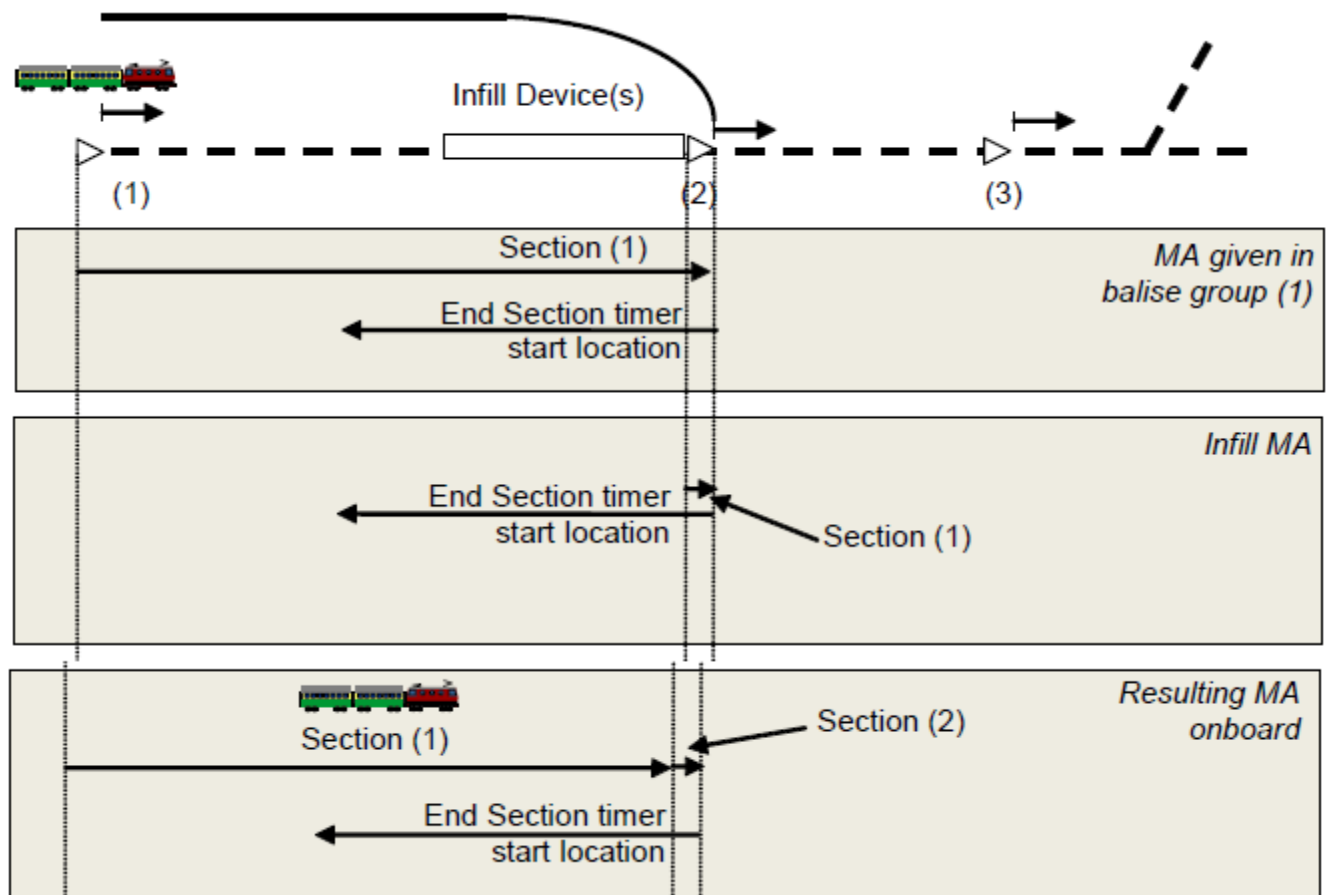 Infill Device(s)
(1)
(2)
(3)
Section (1)
MA given in
balise group (1)
End Section timer
start location
Infill MA
End Section timer
start location
Section (1)
Resulting MA
onboard
Section (1)
Section (2)
End Section timer
start location